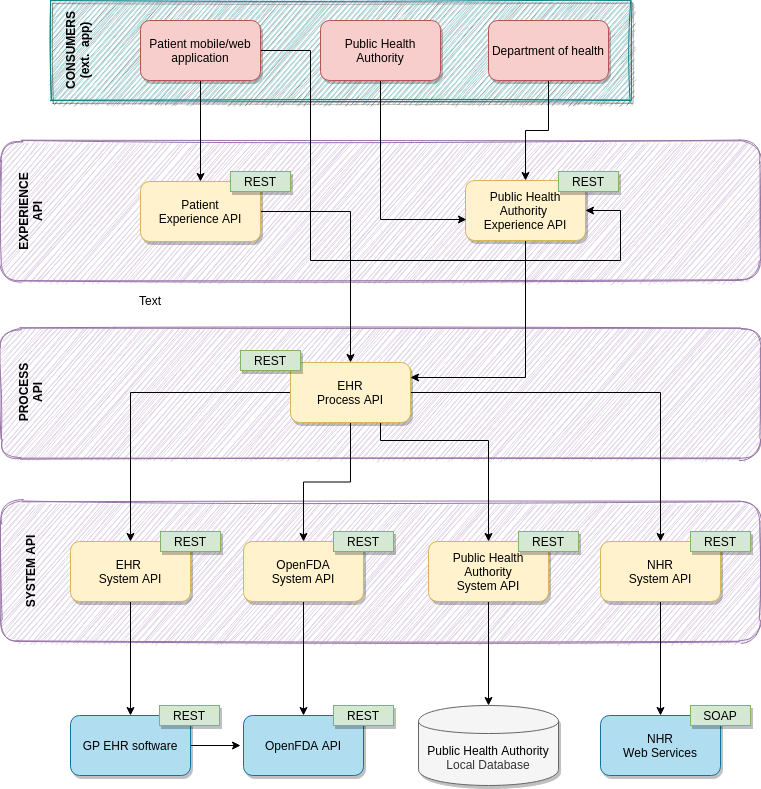 CONSUMERS
(ext. app)
Patient mobile/web
application
Public Health
Authority
Department of health
EXPERIENCE
API
REST
Patient
Experience API
REST
Public Health
Authority
Experience API
Text
PROCESS
API
REST
EHR
Process API
SYSTEM API
REST
EHR
System API
REST
OpenFDA
System API
REST
Public Health
Authority
System API
REST
NHR
System API
REST
GP EHR software
REST
OpenFDA API
Public Health Authority
Local Database
SOAP
NHR
Web Services